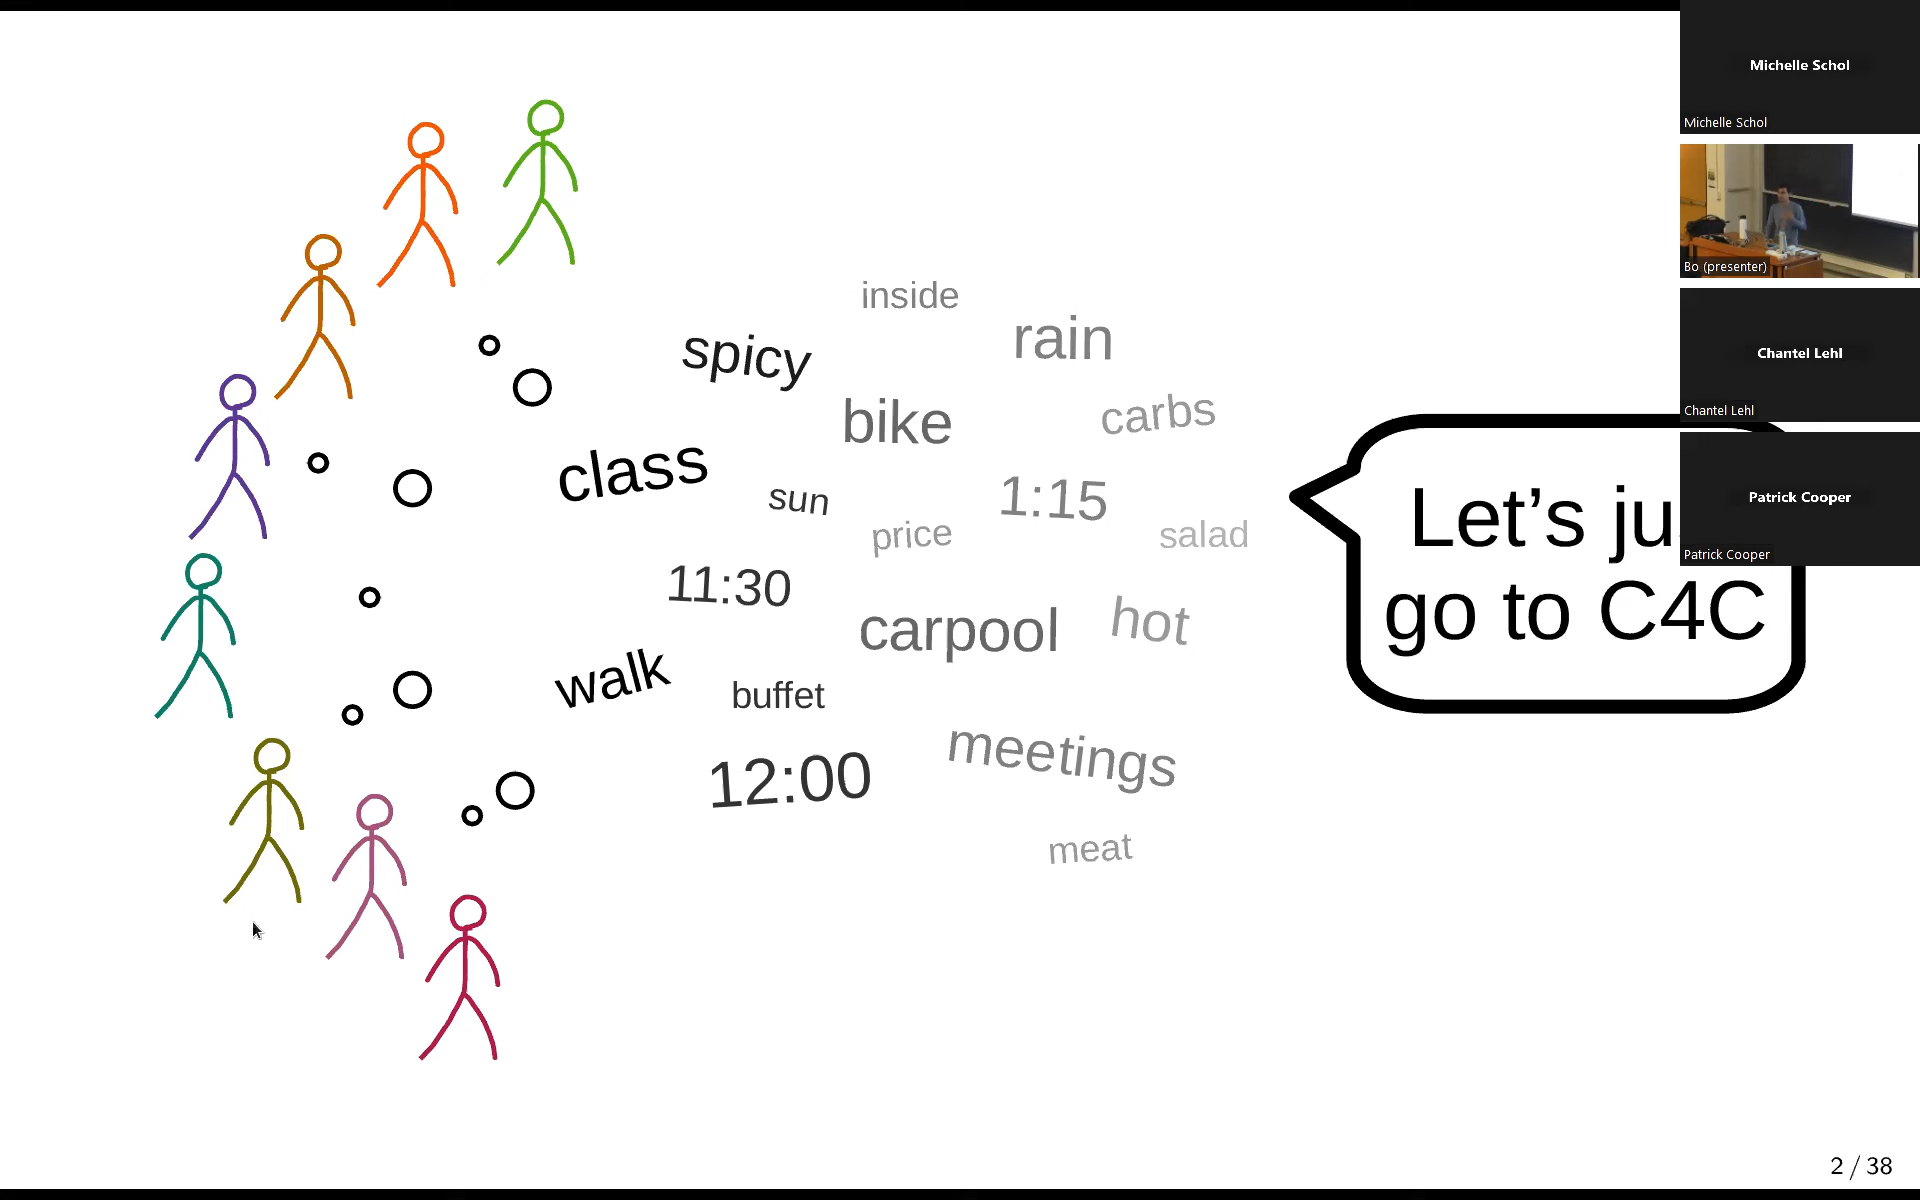 inside
rain
spicy
bike
carbs
class
sun
1:15
price
salad
11:30
carpool
hot
walk
buffet
meetings
12:00
meat
Let’s
go to C4C
Michelle Schol
Michelle Schol
Bo (presenter)
Chantel Lehl
Chantel Lehl
Patrick Cooper
Patrick Cooper
2 / 38